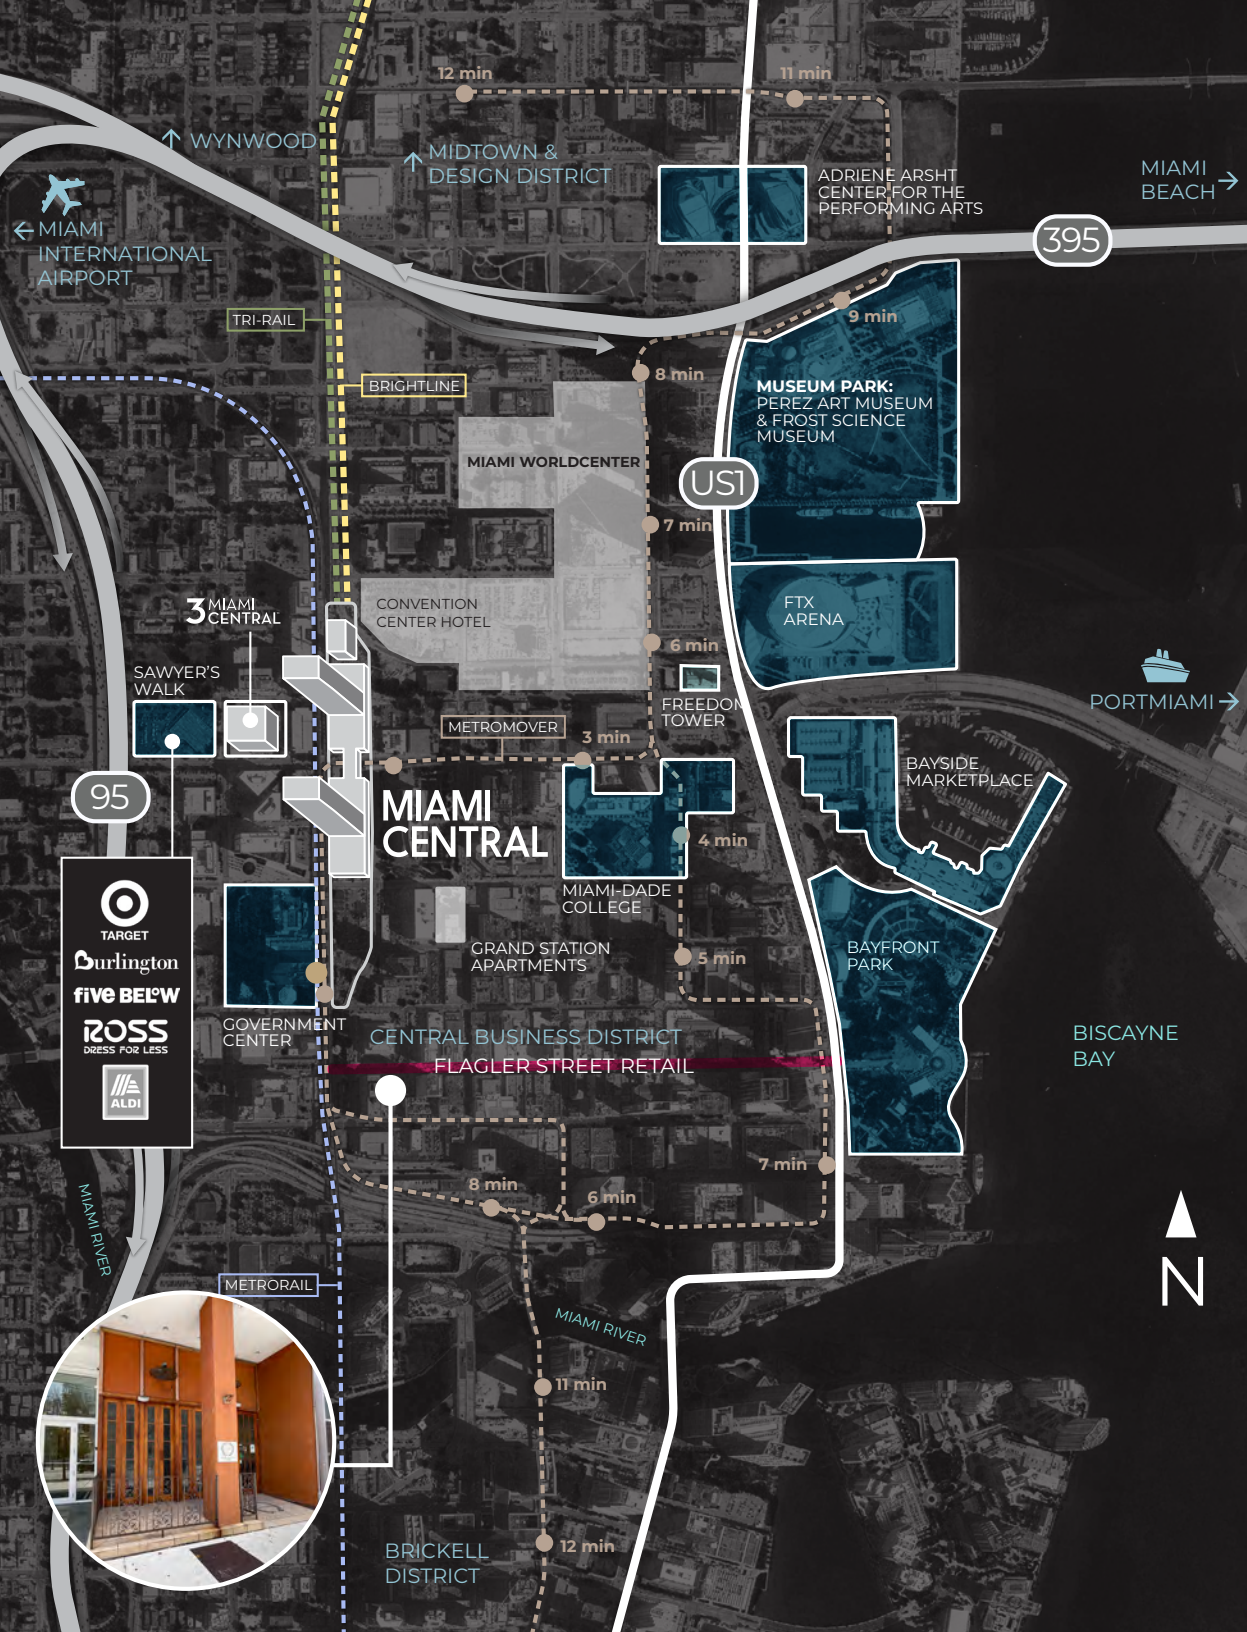 12 min
11 min
WYNWOOD
MIDTOWN &
DESIGN DISTRICT
ADRIENE ARSHT
CENTER FOR THE
PERFORMING ARTS
MIAMI
BEACH
MIAMI
INTERNATIONAL
AIRPORT
395
TRI-RAIL
9 min
BRIGHTLINE
8 min
MUSEUM PARK:
PEREZ ART MUSEUM
& FROST SCIENCE
MUSEUM
MIAMI WORLDCENTER
US1
7 min
3 MIAMI
CENTRAL
CONVENTION
CENTER HOTEL
FTX
ARENA
6 min
SAWYER'S
WALK
FREEDOM
TOWER
PORTMIAMI
METROMOVER
3 min
BAYSIDE
MARKETPLACE
95
MIAMI
CENTRAL
4 min
TARGET
Burlington
five BELOW
ROSS
DRESS FOR LESS
ALDI
MIAMI-DADE
COLLEGE
GRAND STATION
APARTMENTS
5 min
BAYFRONT
PARK
GOVERNMENT
CENTER
CENTRAL BUSINESS DISTRICT
FLAGLER STREET RETAIL
BISCAYNE
BAY
7 min
8 min
6 min
MIAMI RIVER
METRORAIL
N
MIAMI RIVER
11 min
12 min
BRICKELL
DISTRICT